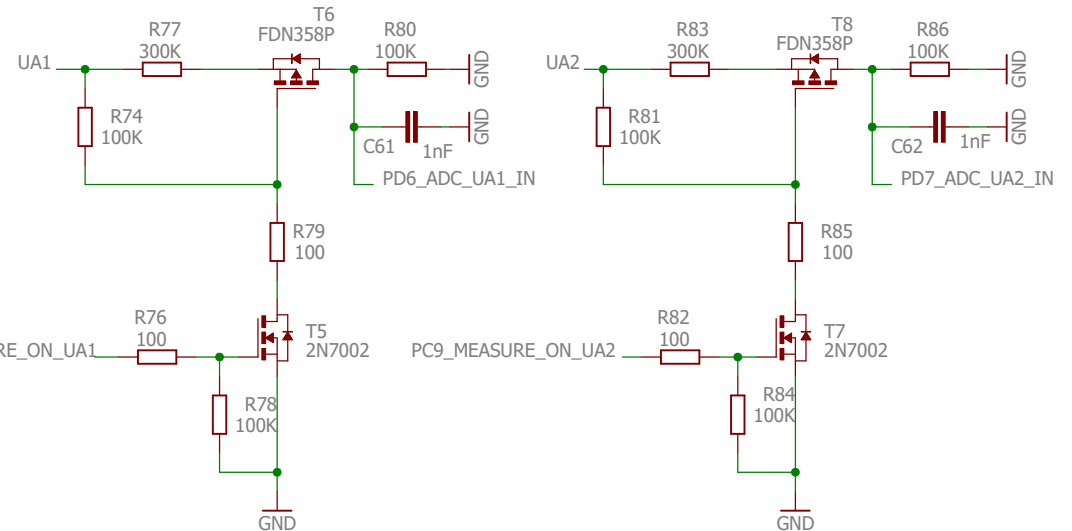 T6
FDN358P
R77
300K
R80
100K
UA1
GND
R74
100K
C61
1nF
GND
PD6_ADC_UA1_IN
R79
100
R76
100
RE_ON_UA1
T5
2N7002
R78
100K
GND
T8
FDN358P
R83
300K
R86
100K
UA2
GND
R81
100K
C62
1nF
GND
PD7_ADC_UA2_IN
R85
100
R82
100
PC9_MEASURE_ON_UA2
T7
2N7002
R84
100K
GND